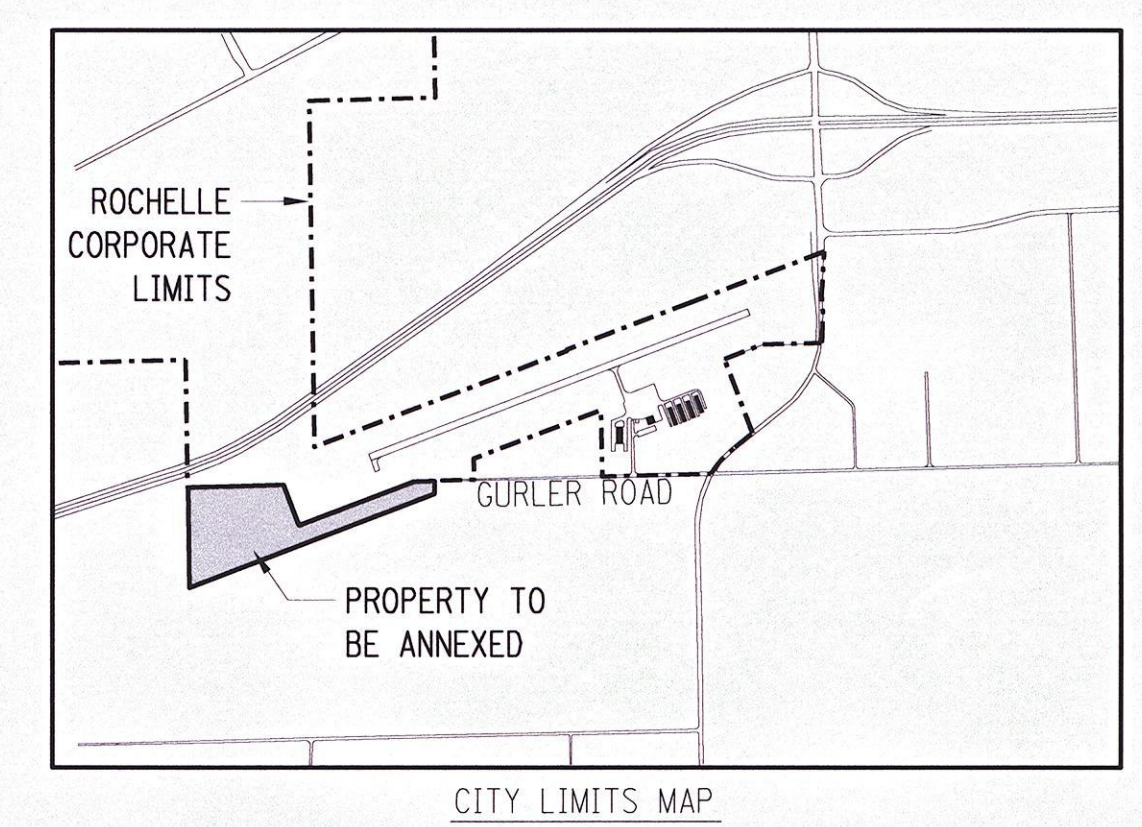 ROCHELLE
CORPORATE
LIMITS
GURLER ROAD
PROPERTY TO
BE ANNEXED
CITY LIMITS MAP